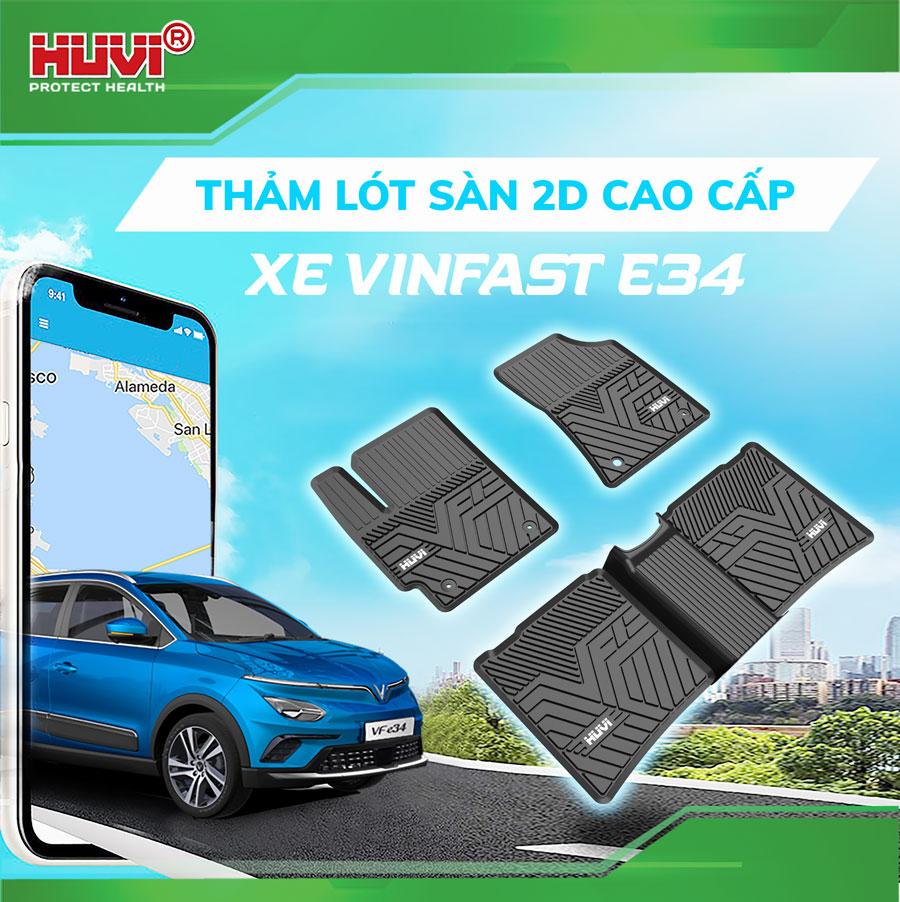 HUVI®
PROTECT HEALTH
THẢM LÓT SÀN 2D CAO CẤP
XE VINFAST E34
9:41
SCO
Alameda
San L
HUVI
HUVI
HUVI
HUVI
VF e34